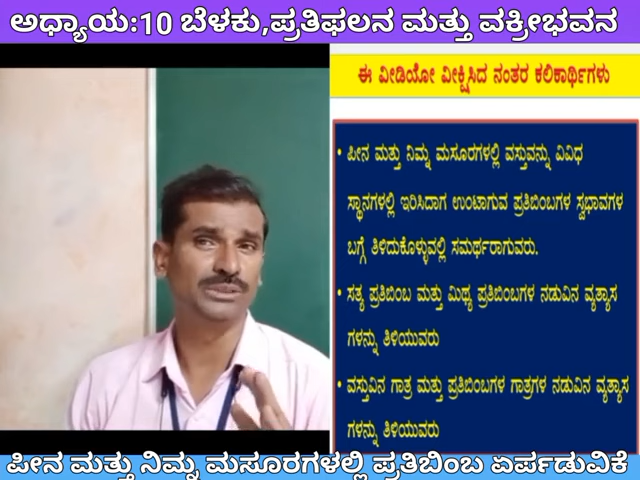 ಅಧ್ಯಾಯ:10 ಬೆಳಕು,ಪ್ರತಿಫಲನ ಮತ್ತು ವಕ್ರೀಭವನ
ಈ ವೀಡಿಯೋ ವೀಕ್ಷಿಸಿದ ನಂತರ ಕಲಿಕಾರ್ಥಿಗಳು
• ಪೀನ ಮತ್ತು ನಿಮ್ನ ಮಸೂರಗಳಲ್ಲಿ ವಸ್ತುವನ್ನು ವಿವಿಧ
ಸ್ಥಾನಗಳಲ್ಲಿ ಇರಿಸಿದಾಗ ಉಂಟಾಗುವ ಪ್ರತಿಬಿಂಬಗಳ ಸ್ವಭಾವಗಳ
ಬಗ್ಗೆ ತಿಳಿದುಕೊಳ್ಳುವಲ್ಲಿ ಸಮರ್ಥರಾಗುವರು.
• ಸತ್ಯ ಪ್ರತಿಬಿಂಬ ಮತ್ತು ಮಿಥ್ಯ ಪ್ರತಿಬಿಂಬಗಳ ನಡುವಿನ ವ್ಯತ್ಯಾಸ
ಗಳನ್ನು ತಿಳಿಯುವರು
• ವಸ್ತುವಿನ ಗಾತ್ರ ಮತ್ತು ಪ್ರತಿಬಿಂಬಗಳ ಗಾತ್ರಗಳ ನಡುವಿನ ವ್ಯತ್ಯಾಸ
ಗಳನ್ನು ತಿಳಿಯುವರು
ಪೀನ ಮತ್ತು ನಿಮ್ನ ಮಸೂರಗಳಲ್ಲಿ ಪ್ರತಿಬಿಂಬ ಏರ್ಪಡುವಿಕೆ